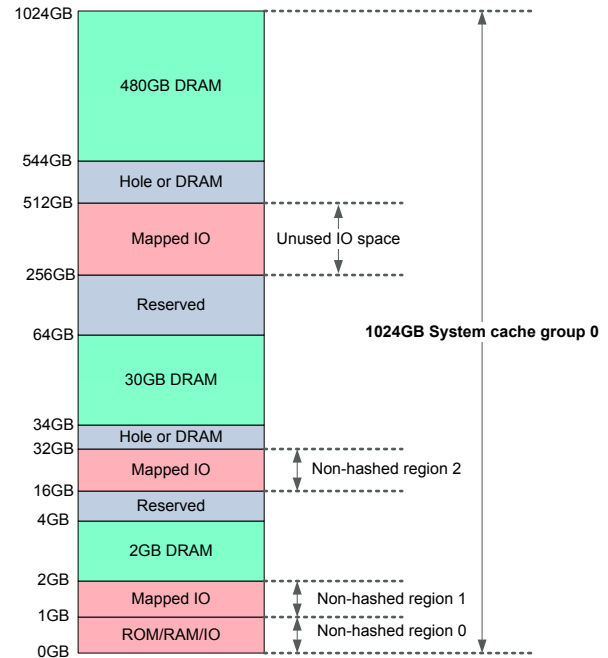 1024GB
480GB DRAM
544GB
Hole or DRAM
512GB
Mapped IO
Unused IO space
256GB
Reserved
64GB
1024GB System cache group 0
30GB DRAM
34GB
Hole or DRAM
32GB
Mapped IO
Non-hashed region 2
16GB
Reserved
4GB
2GB DRAM
2GB
Mapped IO
Non-hashed region 1
1GB
ROM/RAM/IO
Non-hashed region 0
0GB